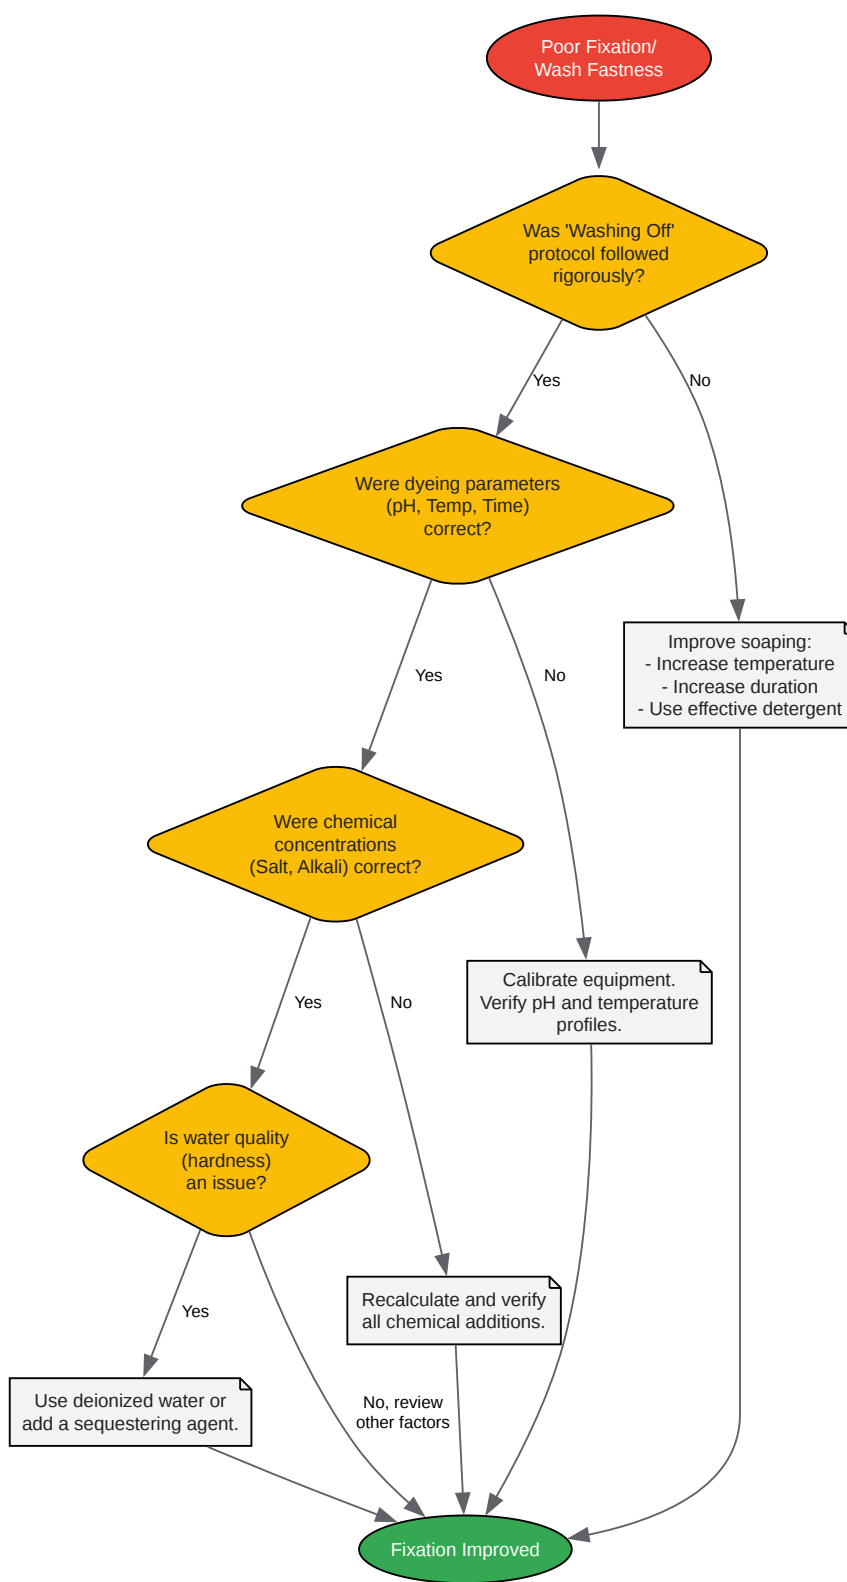 Poor Fixation/
Wash Fastness
Was 'Washing Off'
protocol followed
rigorously?
Yes
No
Were dyeing parameters
(pH, Temp, Time)
correct?
Improve soaping:
- Increase temperature
- Increase duration
- Use effective detergent
Yes
No
Were chemical
concentrations
(Salt, Alkali) correct?
Calibrate equipment.
Verify pH and temperature
profiles.
Yes
No
Is water quality
(hardness)
an issue?
Recalculate and verify
all chemical additions.
Yes
Use deionized water or
add a sequestering agent.
No, review
other factors
Fixation Improved